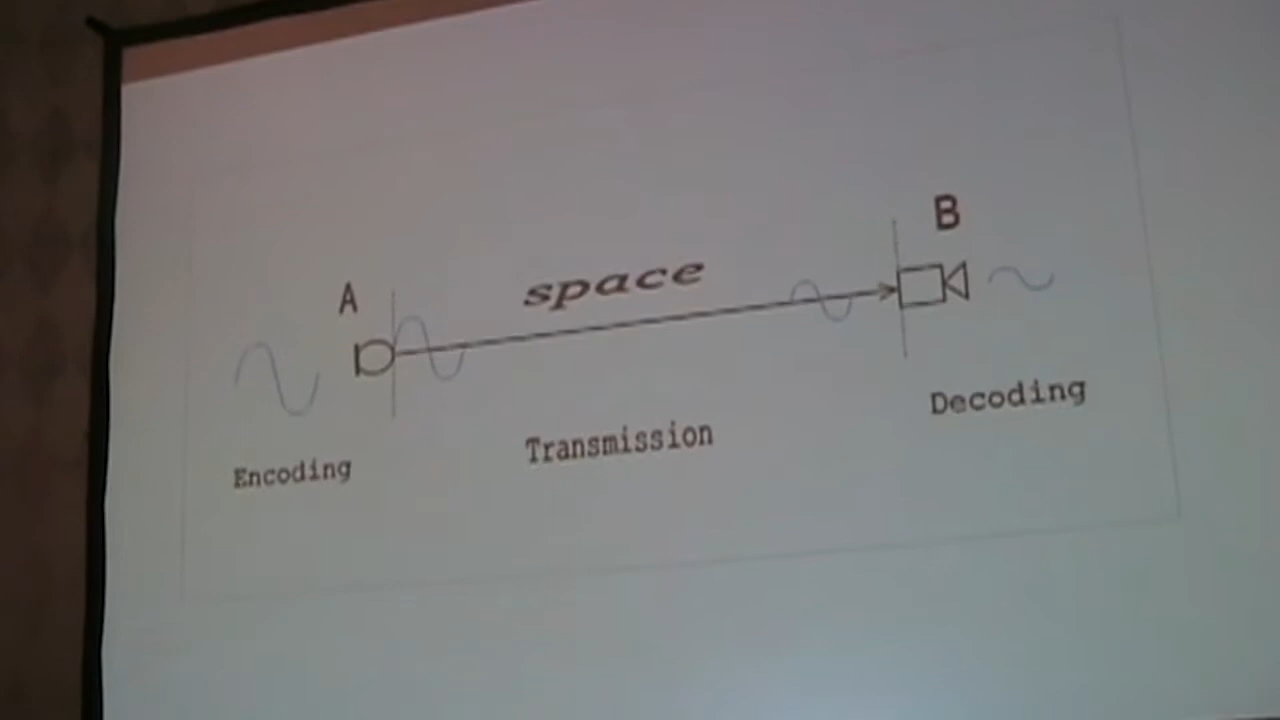 A
space
B
Encoding
Transmission
Decoding